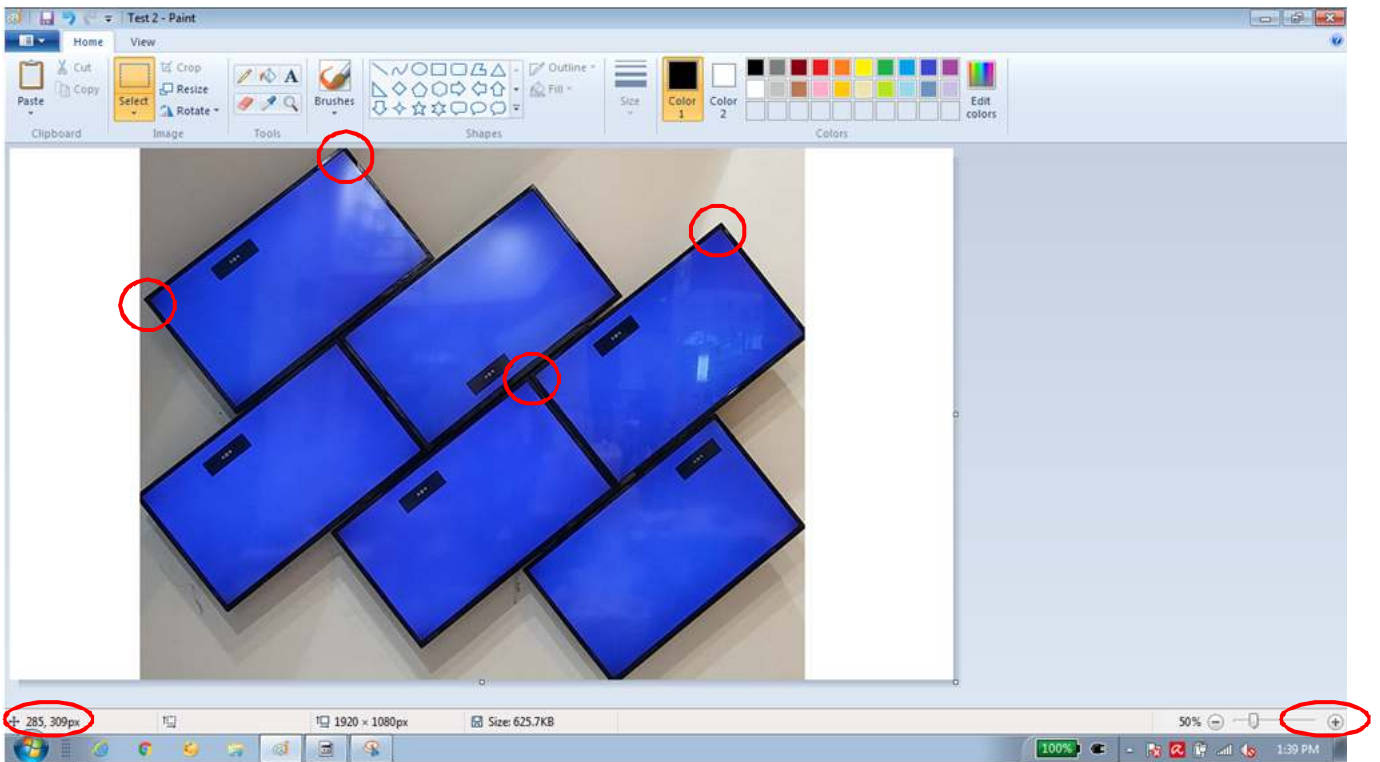 Test 2 - Paint
Home View
Paste
Cut
Copy
Clipboard
Select
Crop
Resize
Rotate
Image
A
Tools
Brushes
Outline
Fill
Shapes
Size
Color 1
Color 2
Edit colors
Colors
285, 309px
1920 × 1080px
Size: 625.7KB
50%
100%
1:39 PM